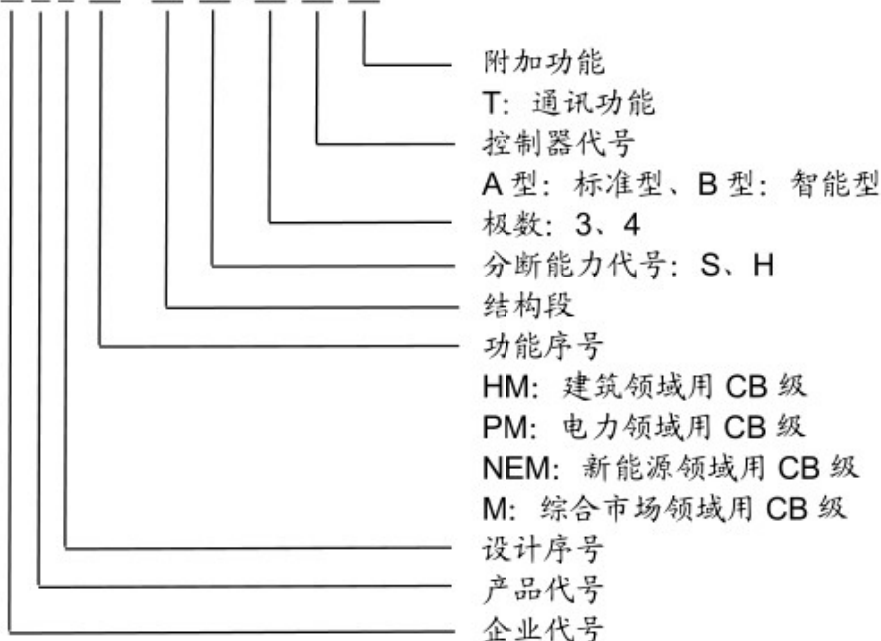 附加功能
T：通讯功能
控制器代号
A 型：标准型、B 型：智能型
极数：3、4
分断能力代号：S、H
结构段
功能序号
HM：建筑领域用 CB 级
PM：电力领域用 CB 级
NEM：新能源领域用 CB 级
M：综合市场领域用 CB 级
设计序号
产品代号
企业代号